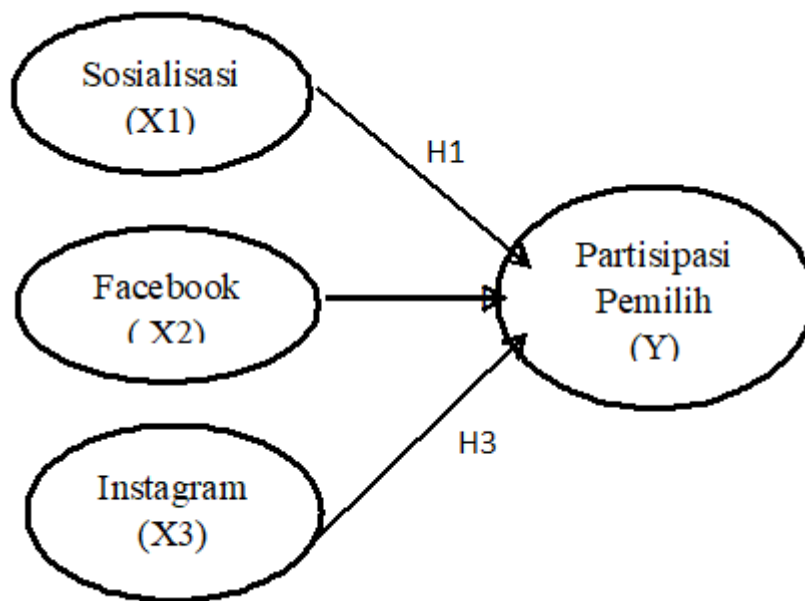 Sosialisasi
(X1)
H1
Facebook
( X2)
Partisipasi
Pemilih
(Y)
H3
Instagram
(X3)